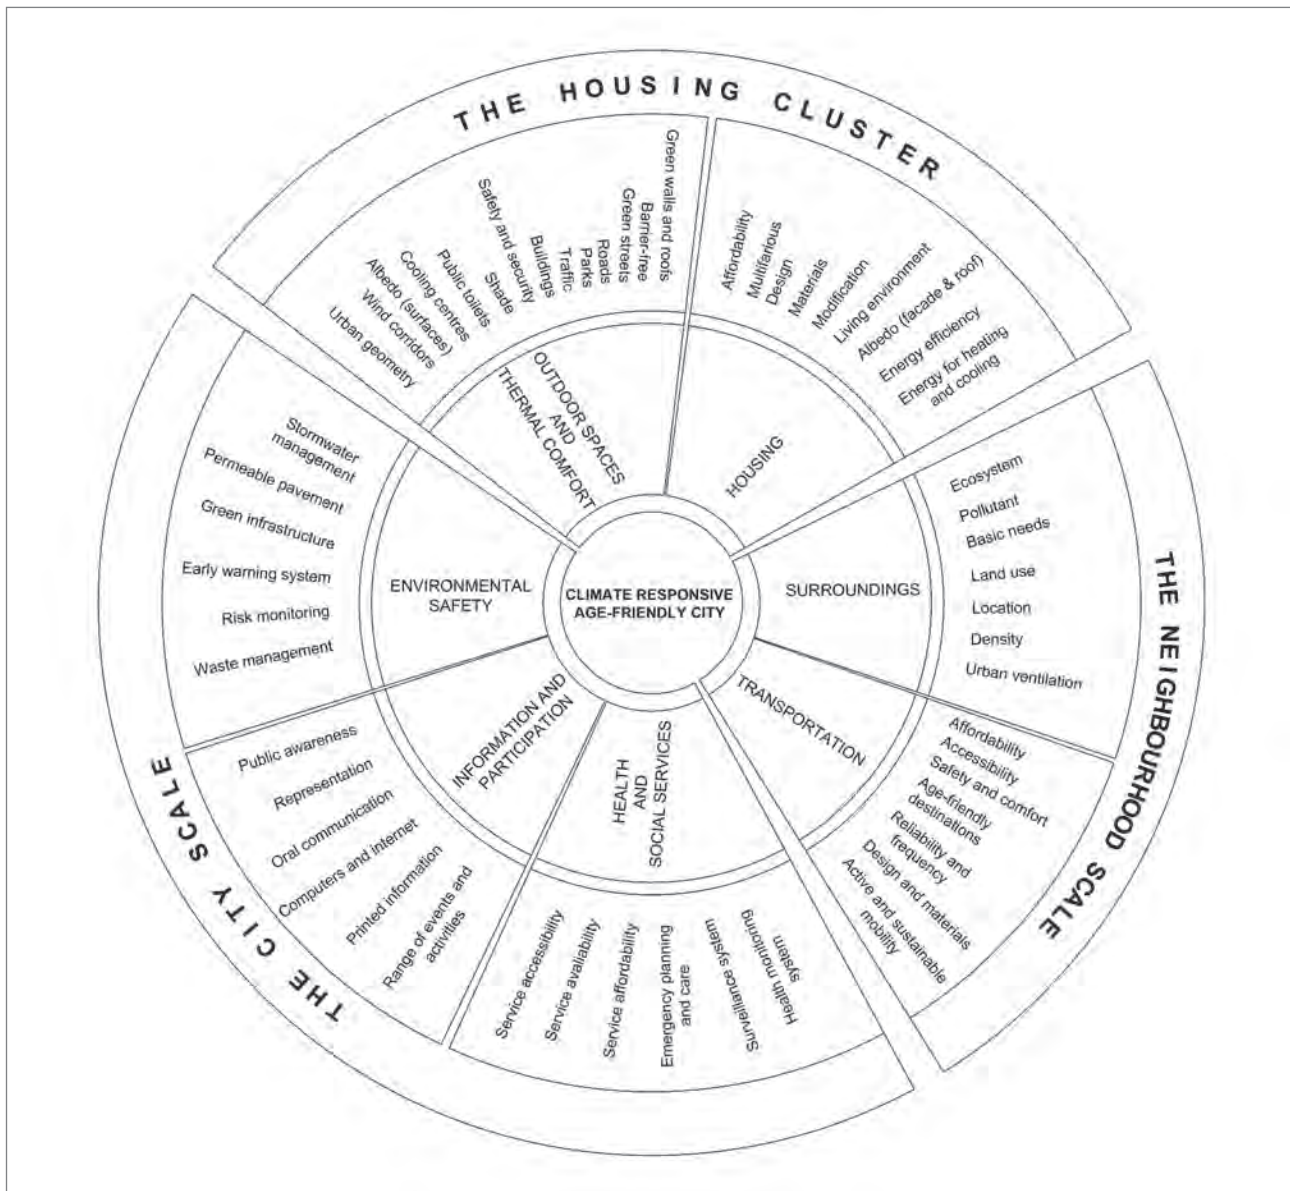 THE HOUSING CLUSTER
Green walls and roofs
Barrier-free
Green streets
Roads
Parks
Traffic
Buildings
Safety and security
Shade
Public toilets
Cooling centres
Albedo (surfaces)
Wind corridors
Urban geometry
OUTDOOR SPACES
AND
THERMAL COMFORT
Affordability
Multifarious
Design
Materials
Modification
Living environment
Albedo (facade & roof)
Energy efficiency
Energy for heating
and cooling
HOUSING
THE NEIGHBOURHOOD SCALE
Ecosystem
Pollutant
Basic needs
Land use
Location
Density
Urban ventilation
SURROUNDINGS
Affordability
Accessibility
Safety and comfort
Age-friendly
destinations
Reliability and
frequency
Design and materials
Active and sustainable
mobility
TRANSPORTATION
THE CITY SCALE
Health monitoring
system
Surveillance system
Emergency planning
and care
Service affordability
Service avaliability
Service accessibility
HEALTH
AND
SOCIAL SERVICES
Range of events and
activities
Printed information
Computers and internet
Oral communication
Representation
Public awareness
INFORMATION AND
PARTICIPATION
Waste management
Risk monitoring
Early warning system
Green infrastructure
Permeable pavement
Stormwater
management
ENVIRONMENTAL
SAFETY
CLIMATE RESPONSIVE
AGE-FRIENDLY CITY